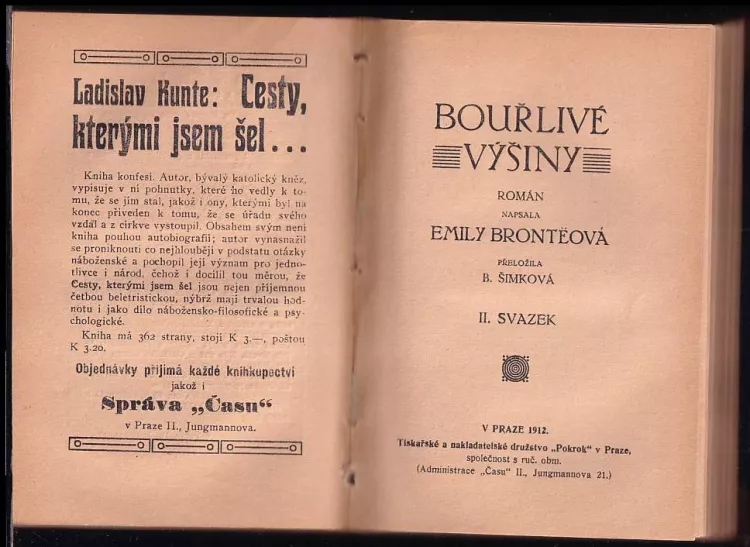 Ladislav Kunte: Cesty,
kterými jsem šel...
Kniha konfesí. Autor, bývalý katolický kněz,
vypisuje v ní pohnutky, které ho vedly k to-
mu, že se jím stal, jakož i ony, kterými byl na
konec přiveden k tomu, že se úřadu svého
vzdal a z církve vystoupil. Obsahem svým není
kniha pouhou autobiografií; autor vynasnažil
se proniknouti co nejhlouběji v podstatu otázky
náboženské a pochopil její význam pro jedno-
tlivce i národ, čehož i docílil tou měrou, že
Cesty, kterými jsem šel jsou nejen příjemnou
četbou beletristickou, nýbrž mají trvalou hod-
notu i jako dílo nábožensko-filosofické a psy-
chologické.
Kniha má 362 strany, stojí K 3.—, poštou
K 3.20.
Objednávky přijímá každé knihkupectví
jakož i
Správa „Času“
v Praze II., Jungmannova.
BOUŘLIVÉ
VÝŠINY
ROMÁN
NAPSALA
EMILY BRONTËOVÁ
PŘELOŽILA
B. ŠIMKOVÁ
II. SVAZEK
V PRAZE 1912.
Tiskařské a nakladatelské družstvo „Pokrok“ v Praze,
společnost s ruč. obm.
(Administrace „Času“ II., Jungmannova 21.)